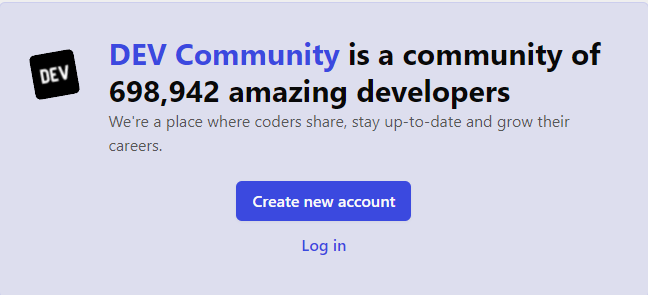 DEV
DEV Community is a community of
698,942 amazing developers
We're a place where coders share, stay up-to-date and grow their
careers.
Create new account
Log in